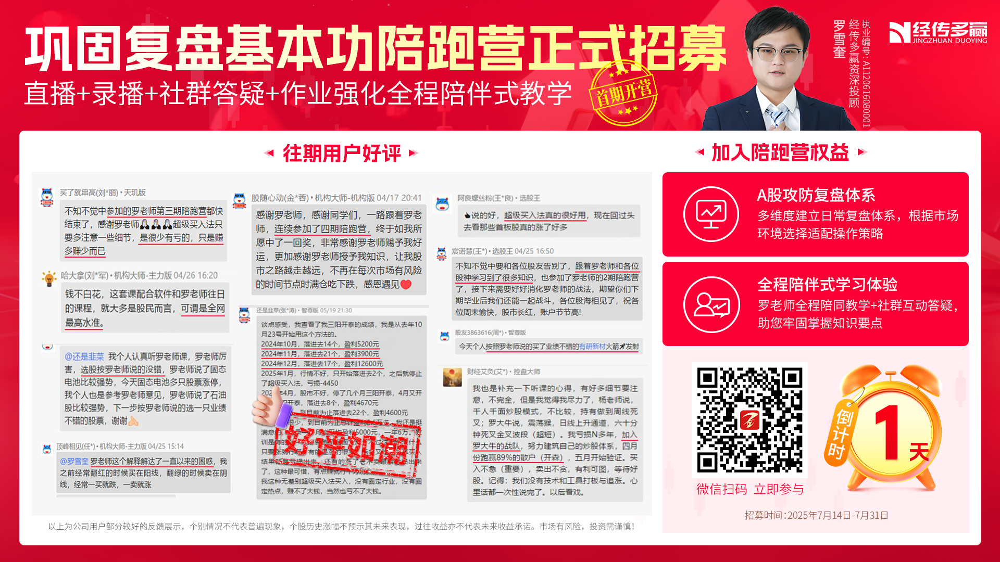 巩固复盘基本功陪跑营正式招募
直播+录播+社群答疑+作业强化全程陪伴式教学
首期开营
罗雪奎
经传多赢资深投顾
执业编号:A1120616080001
经传多赢
JINGZHUAN DUOYING
往期用户好评
买了就串高(刘*丽)•天玑版
不知不觉中参加的罗老师第三期陪跑营都快
结束了，感谢罗老师🙏🙏🙏超级买入法只
要多注意一些细节，是很少有亏的，只是赚
多赚少而已
哈大拿(刘*军)•机构大师-主力版 04/26 16:20
钱不白花，这套课配合软件和罗老师往日
的课程，就大多是股民而言，可谓是全网
最高水准。
@还是韭菜 我个人认真听罗老师课，罗老师厉
害，选股按罗老师说的没错，罗老师说了固态
电池比较强势，今天固态电池多只股票涨停，
我个人也是参考罗老师意见，罗老师说了石油
股比较强势，下一步按罗老师说的选一只业绩
不错的股票，谢谢🙏
顶峰相见(任*)•机构大师-主力版 04/25 15:14
@罗雪奎 罗老师这个解释解达了一直以来的困惑，我
之前经常翻红的时候买在阳线，翻绿的时候卖在阴
线，经常一买就跌，一卖就涨
股随心动(金*蓉)•机构大师-机构版 04/17 20:41
感谢罗老师，感谢同学们，一路跟着罗老
师，连续参加了四期陪跑营，终于如我所
愿中了一回奖，非常感谢罗老师赐予我好
运，更加感谢罗老师授予我知识，让我股
市之路越走越远，不再在每次市场有风险
的时间节点时满仓吃下跌，感恩遇见❤
还是韭菜(张*涛)•智尊版 05/19 21:30
谈点感受，我查看了我三阳开泰的成绩，我是从去年10
月23号开始用这个方法的。
2024年10月，落进去14个，盈利5200元
2024年11月，落进去21个，盈利3900元
2024年12月，落进去17个，盈利12600元
2025年1月，行情不好，只开始落进去2个，之后就停止
了超级买入法，亏损-4450
4月，股市不好，停了几个月三阳开泰，4月又开
开泰，落进去8个，盈利4670元
到目前为止落进去22个，盈利4600元
我这种无差别超级买入法买入，没有圈定行业，没有圈
定热点，赚不了大钱，当然也亏不了大钱。
好评如潮
阿良螺丝粉(王*良)•选股王
👍说的好，超级买入法真的很好用，现在回过头
去看那些首板股真的涨了好多
宸诺慧(王*)•选股王 04/25 16:50
不知不觉中要和各位股友告别了，跟着罗老师和各位
股神学习到了很多知识，也参加了罗老师的2期陪跑营
了，接下来需要好好消化罗老师的战法，期望你们下
期毕业后我们还能一起战斗，各位股海相见了，祝各
位周末愉快，股市长红，账户节节高!
股友3863616(周*)•智尊版
今天个人按照罗老师说的买了业绩不错的有研新材火箭🚀发射
财经艾灸(艾*)•控盘大师
我也是补充一下听课的心得，有好多细节要注
意，不完全，但是我觉得我尽力了，杨老师说，
千人千面炒股模式，不比较，持有做到周线死
叉；罗大牛说，震荡猴，日线上升通道，六十分
钟死叉金叉波段（超短）。我亏损N多年，加入
罗大牛的战队，努力建筑自己的炒股体系，四月
份跑赢89%的散户（开森），五月开始验证。买
入不急（重要），卖出不贪，有利可图，等待好
股。记得：我们没有技术和工具打板与追涨。心
里话都一次性说完了。以后看戏。
以上为公司用户部分较好的反馈展示，个别情况不代表普遍现象，个股历史涨幅不预示其未来表现，过往收益亦不代表未来收益承诺。市场有风险，投资需谨慎！
加入陪跑营权益
A股攻防复盘体系
多维度建立日常复盘体系，根据市场
环境选择适配操作策略
全程陪伴式学习体验
罗老师全程陪同教学+社群互动答疑，
助您牢固掌握知识要点
微信扫码 立即参与
倒计时
1天
招募时间：2025年7月14日-7月31日